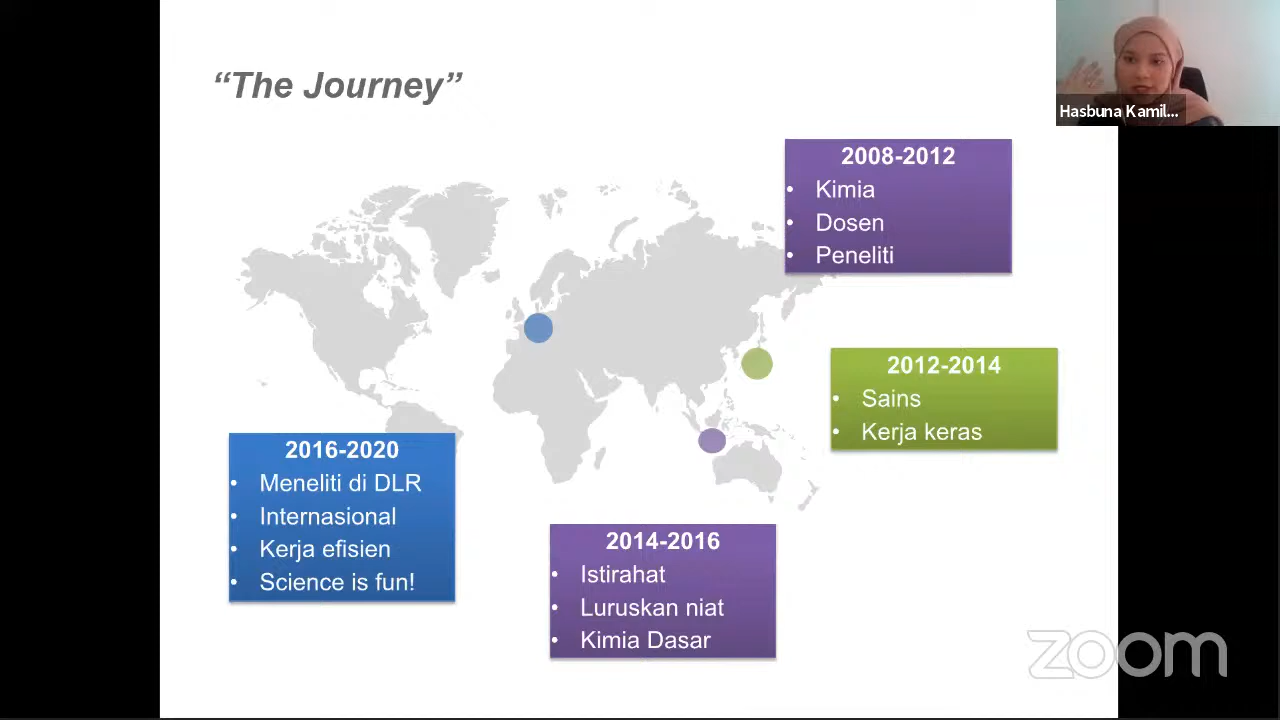 “The Journey”
Hasbuna Kamil...
2008-2012
• Kimia
• Dosen
• Peneliti
2012-2014
• Sains
• Kerja keras
2016-2020
• Meneliti di DLR
• Internasional
• Kerja efisien
• Science is fun!
2014-2016
• Istirahat
• Luruskan niat
• Kimia Dasar
zoom